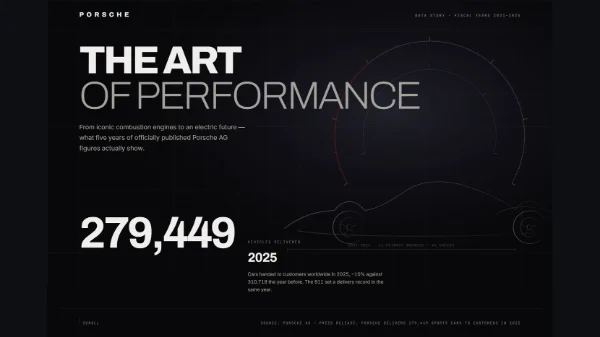 PORSCHE
DATA STORY · FISCAL YEARS 2021–2025
THE ART
OF PERFORMANCE
From iconic combustion engines to an electric future —
what five years of officially published Porsche AG
figures actually show.
279,449
VEHICLES DELIVERED
2025
Cars handed to customers worldwide in 2025, −10% against
310,718 the year before. The 911 set a delivery record in the
same year.
SCROLL
SOURCE: PORSCHE AG · PRESS RELEASE, PORSCHE DELIVERS 279,449 SPORTS CARS TO CUSTOMERS IN 2025